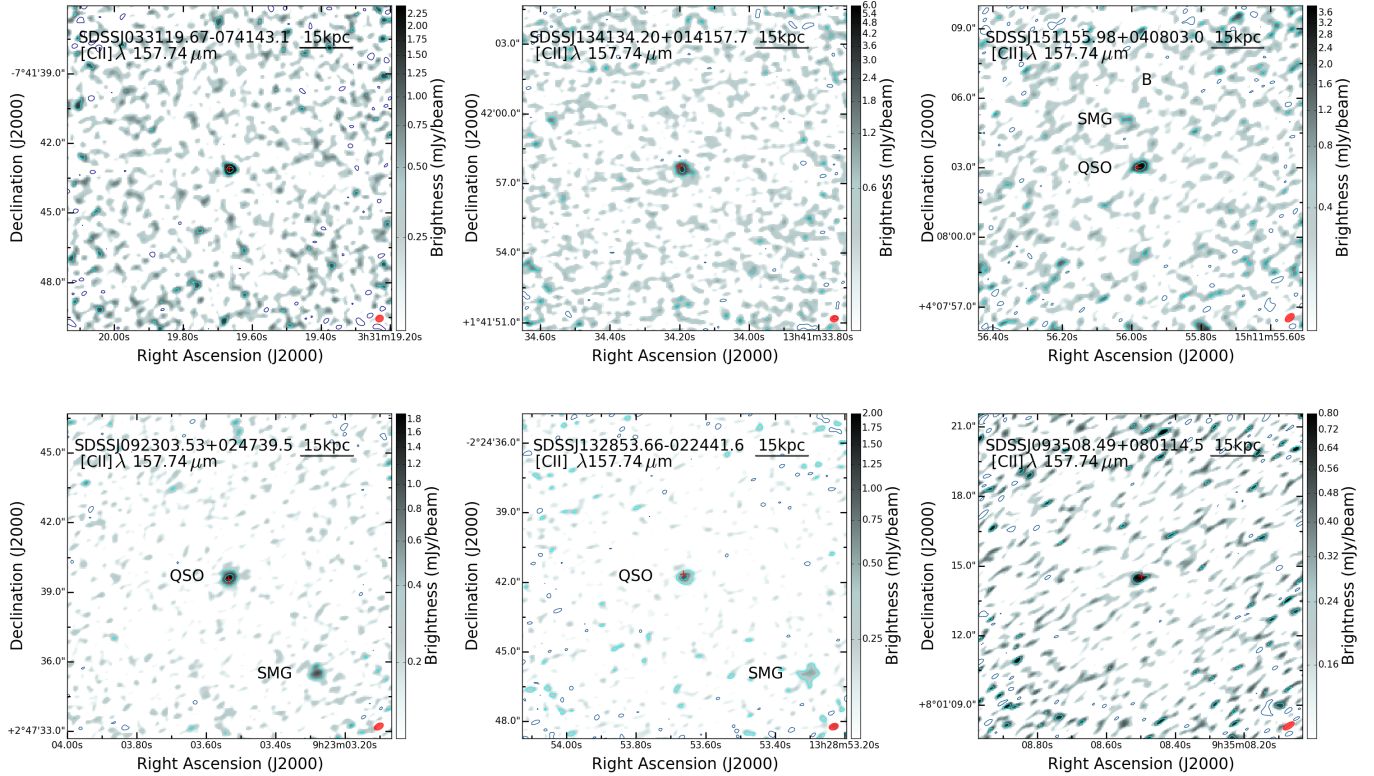 SDSSJ033119.67-074143.1 15kpc
[CII] λ 157.74 μm
-7°41'39.0"
42.0"
45.0"
48.0"
20.00s 19.80s 19.60s 19.40s 3h31m19.20s
Right Ascension (J2000)
Declination (J2000)
2.25
2.00
1.75
1.50
1.25
1.00
0.75
0.50
0.25
Brightness (mJy/beam)
SDSSJ134134.20+014157.7 15kpc
[CII] λ 157.74 μm
03.0"
42'00.0"
57.0"
54.0"
+1°41'51.0"
34.60s 34.40s 34.20s 34.00s 13h41m33.80s
Right Ascension (J2000)
Declination (J2000)
6.0
5.4
4.8
4.2
3.6
3.0
2.4
1.8
1.2
0.6
Brightness (mJy/beam)
SDSSJ151155.98+040803.0 15kpc
[CII] λ 157.74 μm
B
SMG
QSO
09.0"
06.0"
03.0"
08'00.0"
+4°07'57.0"
56.40s 56.20s 56.00s 55.80s 15h11m55.60s
Right Ascension (J2000)
Declination (J2000)
3.6
3.2
2.8
2.4
2.0
1.6
1.2
0.8
0.4
Brightness (mJy/beam)
SDSSJ092303.53+024739.5 15kpc
[CII] λ 157.74 μm
QSO
SMG
45.0"
42.0"
39.0"
36.0"
+2°47'33.0"
04.00s 03.80s 03.60s 03.40s 9h23m03.20s
Right Ascension (J2000)
Declination (J2000)
1.8
1.6
1.4
1.2
1.0
0.8
0.6
0.4
0.2
Brightness (mJy/beam)
SDSSJ132853.66-022441.6 15kpc
[CII] λ157.74 μm
QSO
SMG
-2°24'36.0"
39.0"
42.0"
45.0"
48.0"
54.00s 53.80s 53.60s 53.40s 13h28m53.20s
Right Ascension (J2000)
Declination (J2000)
2.00
1.75
1.50
1.25
1.00
0.75
0.50
0.25
Brightness (mJy/beam)
SDSSJ093508.49+080114.5 15kpc
[CII] λ 157.74 μm
21.0"
18.0"
15.0"
12.0"
+8°01'09.0"
08.80s 08.60s 08.40s 9h35m08.20s
Right Ascension (J2000)
Declination (J2000)
0.80
0.72
0.64
0.56
0.48
0.40
0.32
0.24
0.16
Brightness (mJy/beam)